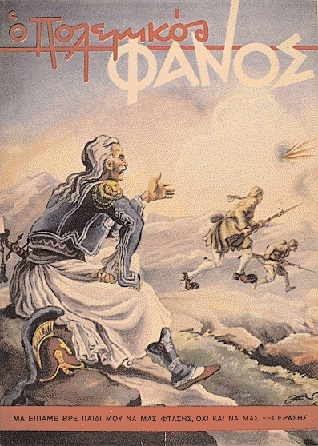 ὁ Πολεμικός
ΦΑΝΟΣ
ΜΑ ΕΙΠΑΜΕ ΒΡΕ ΠΑΙΔΙ ΜΟΥ ΝΑ ΜΑΣ ΦΤΑΣΗΣ, ΟΧΙ ΚΑΙ ΝΑ ΜΑΣ